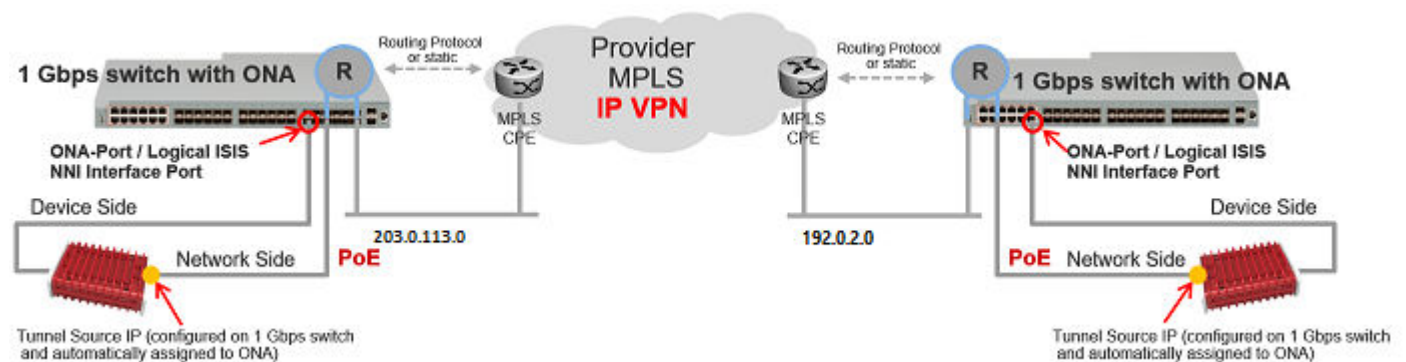 Routing Protocol
or static
Provider
MPLS
IP VPN
Routing Protocol
or static
1 Gbps switch with ONA
R
R
1 Gbps switch with ONA
MPLS
CPE
MPLS
CPE
ONA-Port / Logical ISIS
NNI Interface Port
ONA-Port / Logical ISIS
NNI Interface Port
Device Side
Device Side
203.0.113.0
192.0.2.0
Network Side
PoE
PoE
Network Side
Tunnel Source IP (configured on 1 Gbps switch
and automatically assigned to ONA)
Tunnel Source IP (configured on 1 Gbps switch
and automatically assigned to ONA)